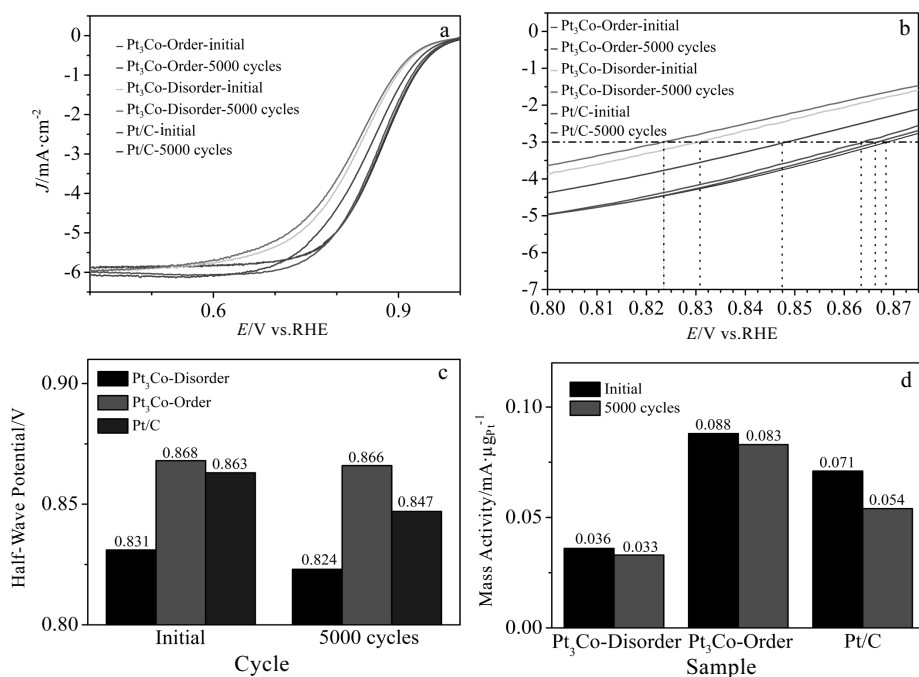 a
0
-1
-2
-3
-4
-5
-6
J/mA·cm⁻²
Pt₃Co-Order-initial
Pt₃Co-Order-5000 cycles
Pt₃Co-Disorder-initial
Pt₃Co-Disorder-5000 cycles
Pt/C-initial
Pt/C-5000 cycles
0.6 0.9
E/V vs.RHE
b
0
-1
-2
-3
-4
-5
-6
-7
J/mA·cm⁻²
Pt₃Co-Order-initial
Pt₃Co-Order-5000 cycles
Pt₃Co-Disorder-initial
Pt₃Co-Disorder-5000 cycles
Pt/C-initial
Pt/C-5000 cycles
0.80 0.81 0.82 0.83 0.84 0.85 0.86 0.87
E/V vs.RHE
c
0.90
0.85
0.80
Half-Wave Potential/V
Pt₃Co-Disorder
Pt₃Co-Order
Pt/C
0.831 0.868 0.863
0.824 0.866 0.847
Initial 5000 cycles
Cycle
d
0.10
0.05
0.00
Mass Activity/mA·μgPt⁻¹
Initial
5000 cycles
0.036 0.033
0.088 0.083
0.071 0.054
Pt₃Co-Disorder Pt₃Co-Order Pt/C
Sample